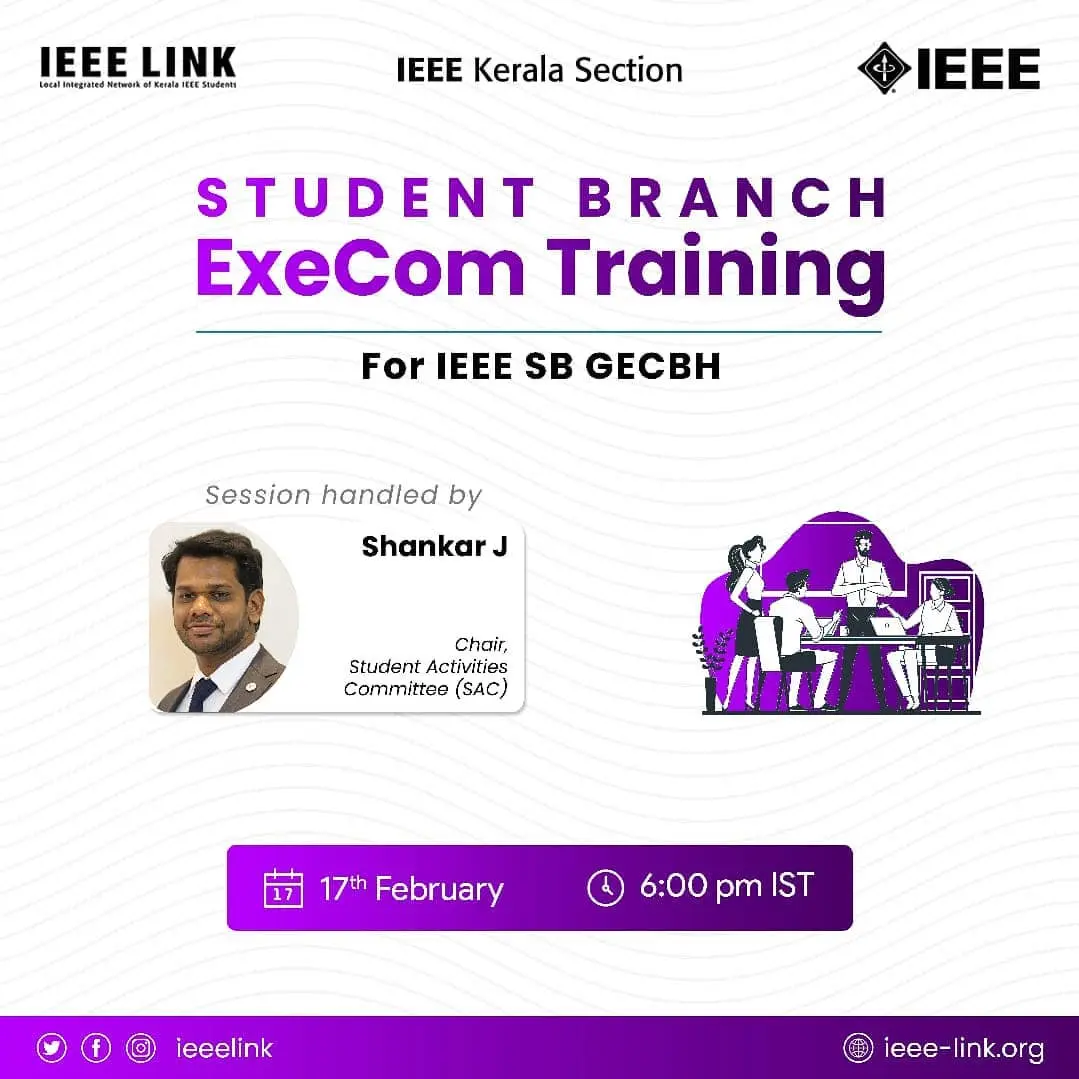 IEEE LINK
Local Integrated Network of Kerala IEEE Students
IEEE Kerala Section
IEEE
STUDENT BRANCH
ExeCom Training
For IEEE SB GECBH
Session handled by
Shankar J
Chair,
Student Activities
Committee (SAC)
17
17th February
6:00 pm IST
ieeelink
ieee-link.org